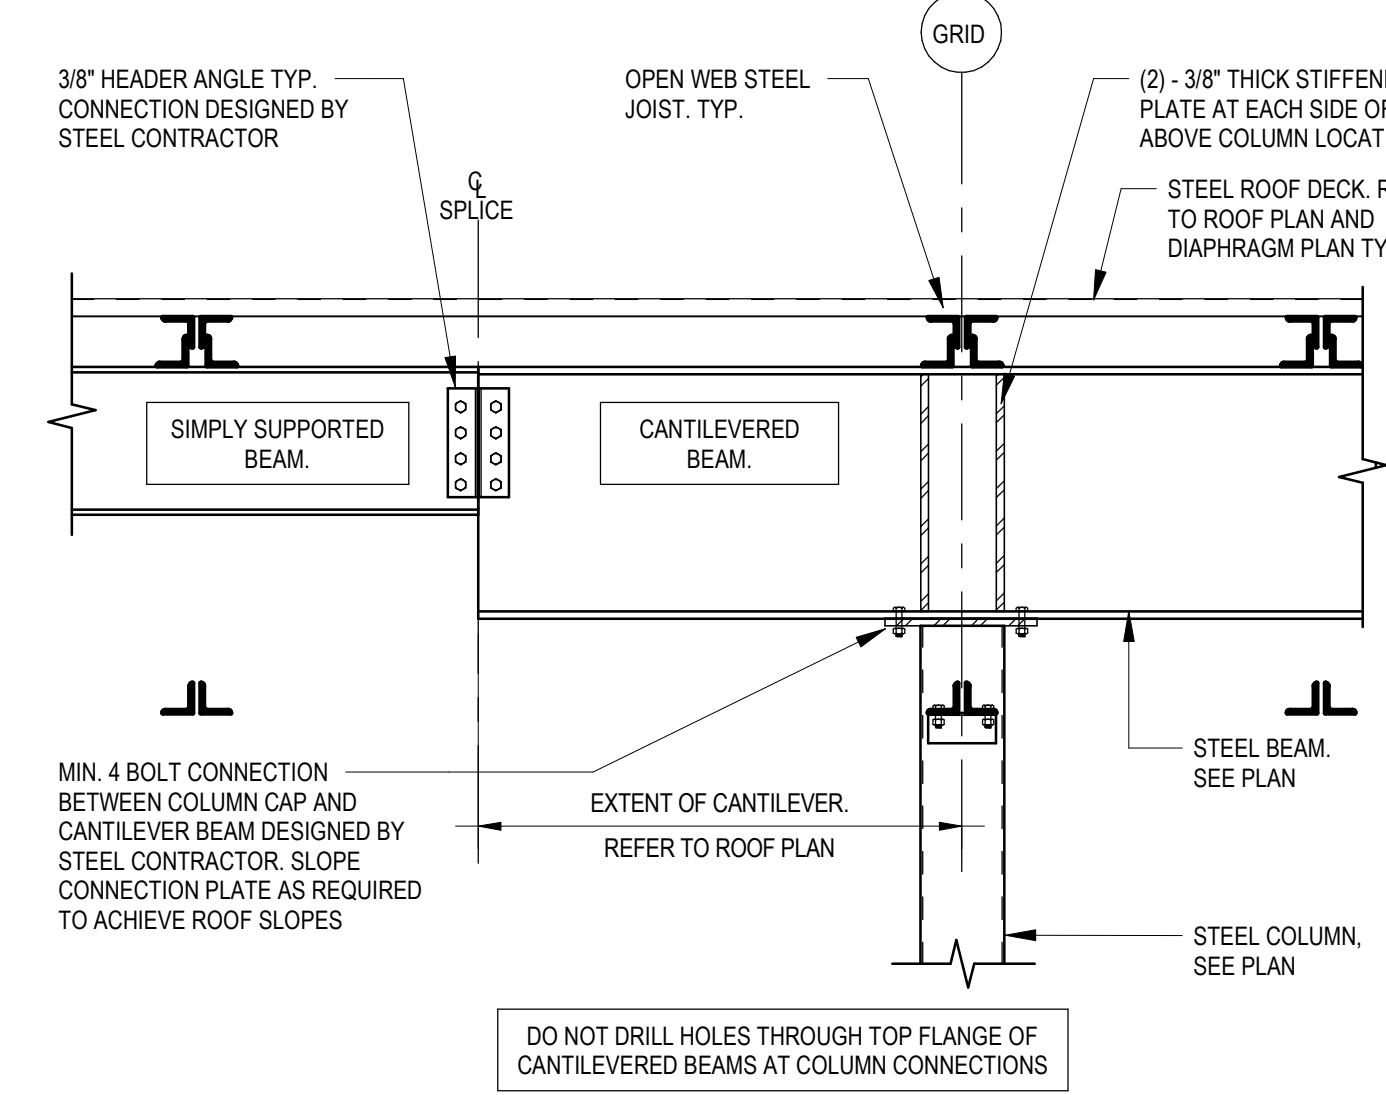 GRID
3/8" HEADER ANGLE TYP.
CONNECTION DESIGNED BY
STEEL CONTRACTOR
OPEN WEB STEEL
JOIST. TYP.
(2) - 3/8" THICK STIFFEN
PLATE AT EACH SIDE OF
ABOVE COLUMN LOCAT
STEEL ROOF DECK. R
TO ROOF PLAN AND
DIAPHRAGM PLAN TY
CL
SPLICE
SIMPLY SUPPORTED
BEAM.
CANTILEVERED
BEAM.
MIN. 4 BOLT CONNECTION
BETWEEN COLUMN CAP AND
CANTILEVER BEAM DESIGNED BY
STEEL CONTRACTOR. SLOPE
CONNECTION PLATE AS REQUIRED
TO ACHIEVE ROOF SLOPES
EXTENT OF CANTILEVER.
REFER TO ROOF PLAN
STEEL BEAM.
SEE PLAN
STEEL COLUMN,
SEE PLAN
DO NOT DRILL HOLES THROUGH TOP FLANGE OF
CANTILEVERED BEAMS AT COLUMN CONNECTIONS